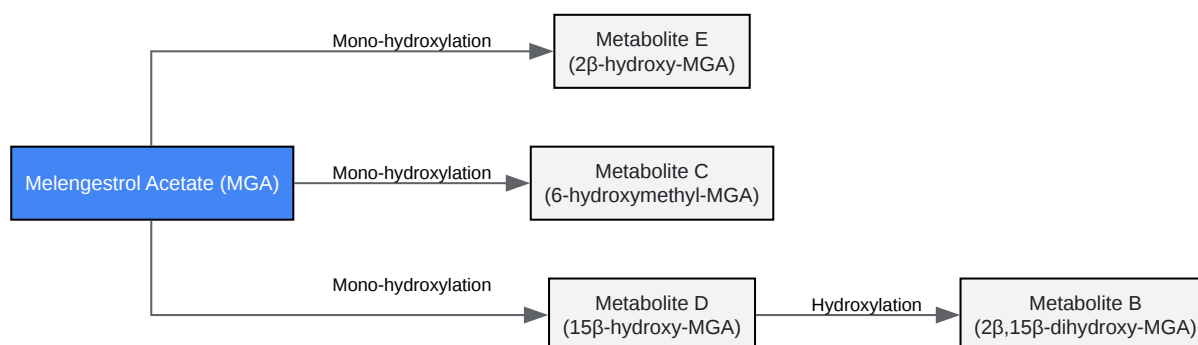 Mono-hydroxylation
Metabolite E
(2β-hydroxy-MGA)
Melengestrol Acetate (MGA)
Mono-hydroxylation
Metabolite C
(6-hydroxymethyl-MGA)
Mono-hydroxylation
Metabolite D
(15β-hydroxy-MGA)
Hydroxylation
Metabolite B
(2β,15β-dihydroxy-MGA)